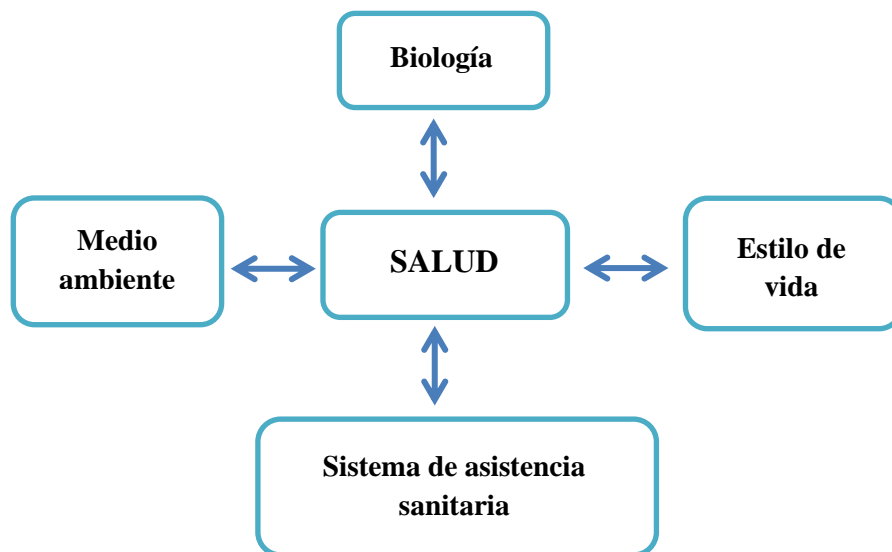 Biología
Medio
ambiente
SALUD
Estilo de
vida
Sistema de asistencia
sanitaria